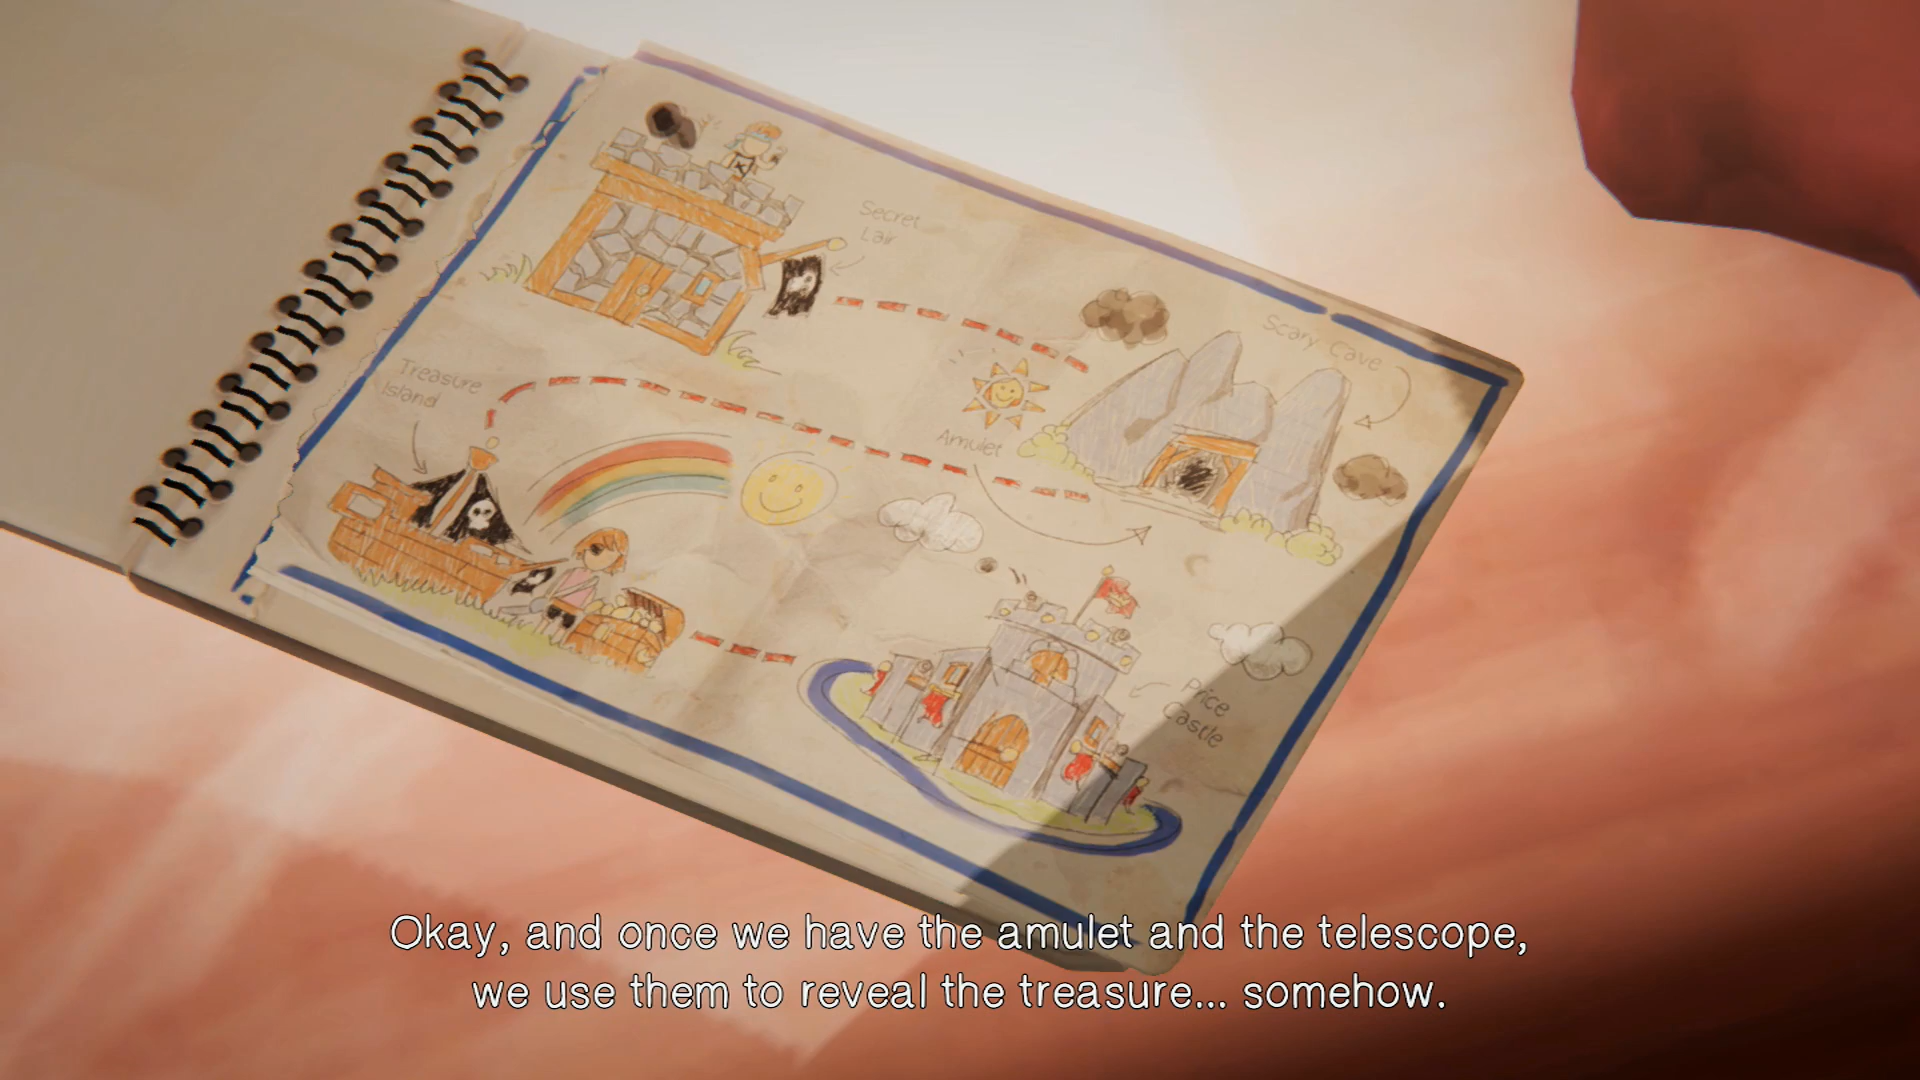 Secret
Lair
Scary Cave
Treasure
Island
Amulet
Price
Castle
Okay, and once we have the amulet and the telescope,
we use them to reveal the treasure... somehow.